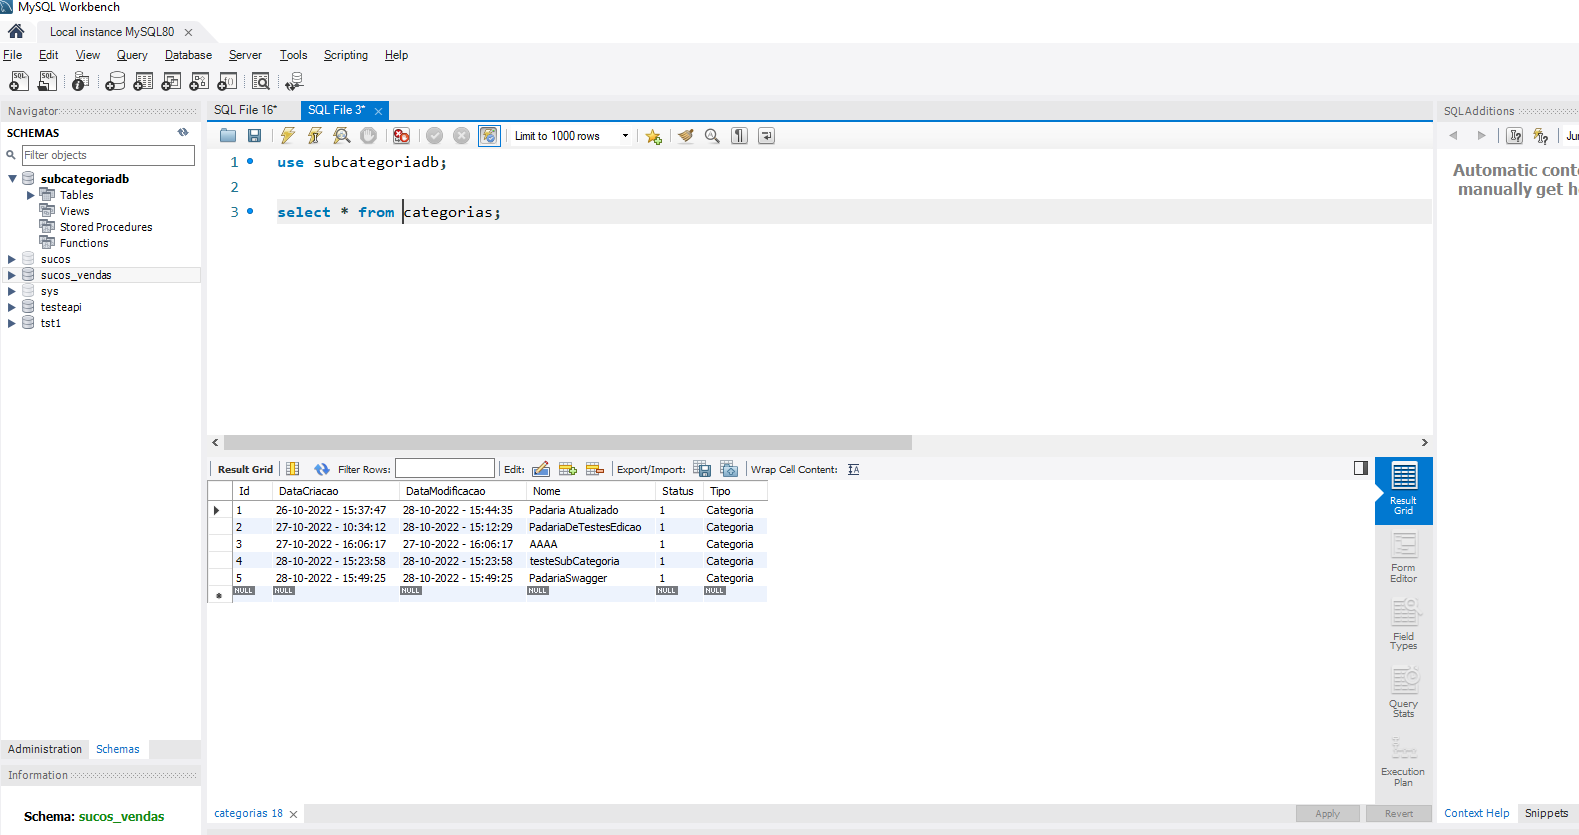 MySQL Workbench
Local instance MySQL80
File Edit View Query Database Server Tools Scripting Help
Navigator
SCHEMAS
Filter objects
subcategoriadb
Tables
Views
Stored Procedures
Functions
sucos
sucos_vendas
sys
testeapi
tst1
Administration Schemas
Information
Schema: sucos_vendas
SQL File 16* SQL File 3*
Limit to 1000 rows
1 use subcategoriadb;
2
3 select * from categorias;
Result Grid Filter Rows: Edit: Export/Import: Wrap Cell Content:
Id DataCriacao DataModificacao Nome Status Tipo
1 26-10-2022 - 15:37:47 28-10-2022 - 15:44:35 Padaria Atualizado 1 Categoria
2 27-10-2022 - 10:34:12 28-10-2022 - 15:12:29 PadariaDeTestesEdicao 1 Categoria
3 27-10-2022 - 16:06:17 27-10-2022 - 16:06:17 AAAA 1 Categoria
4 28-10-2022 - 15:23:58 28-10-2022 - 15:23:58 testeSubCategoria 1 Categoria
5 28-10-2022 - 15:49:25 28-10-2022 - 15:49:25 PadariaSwagger 1 Categoria
NULL NULL NULL NULL NULL NULL
Result
Grid
Form
Editor
Field
Types
Query
Stats
Execution
Plan
categorias 18
Apply Revert
SQLAdditions
Jur
Automatic conte
manually get he
Context Help Snippets